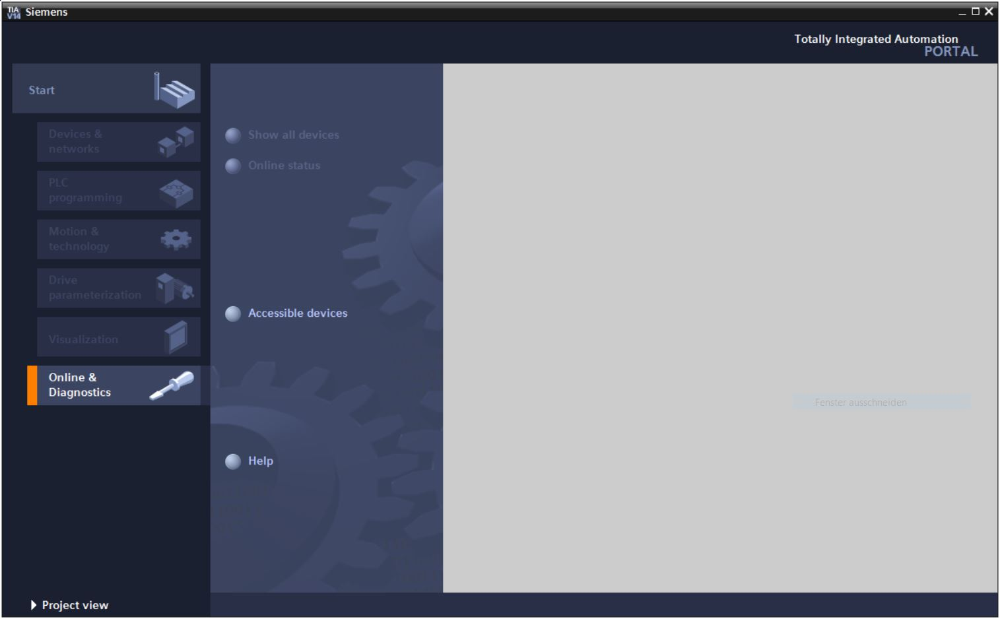 TIA
V14
Siemens
Totally Integrated Automation
PORTAL
Start
Devices &
networks
PLC
programming
Motion &
technology
Drive
parameterization
Visualization
Online &
Diagnostics
Show all devices
Online status
Accessible devices
Help
Fenster ausschneiden
Project view